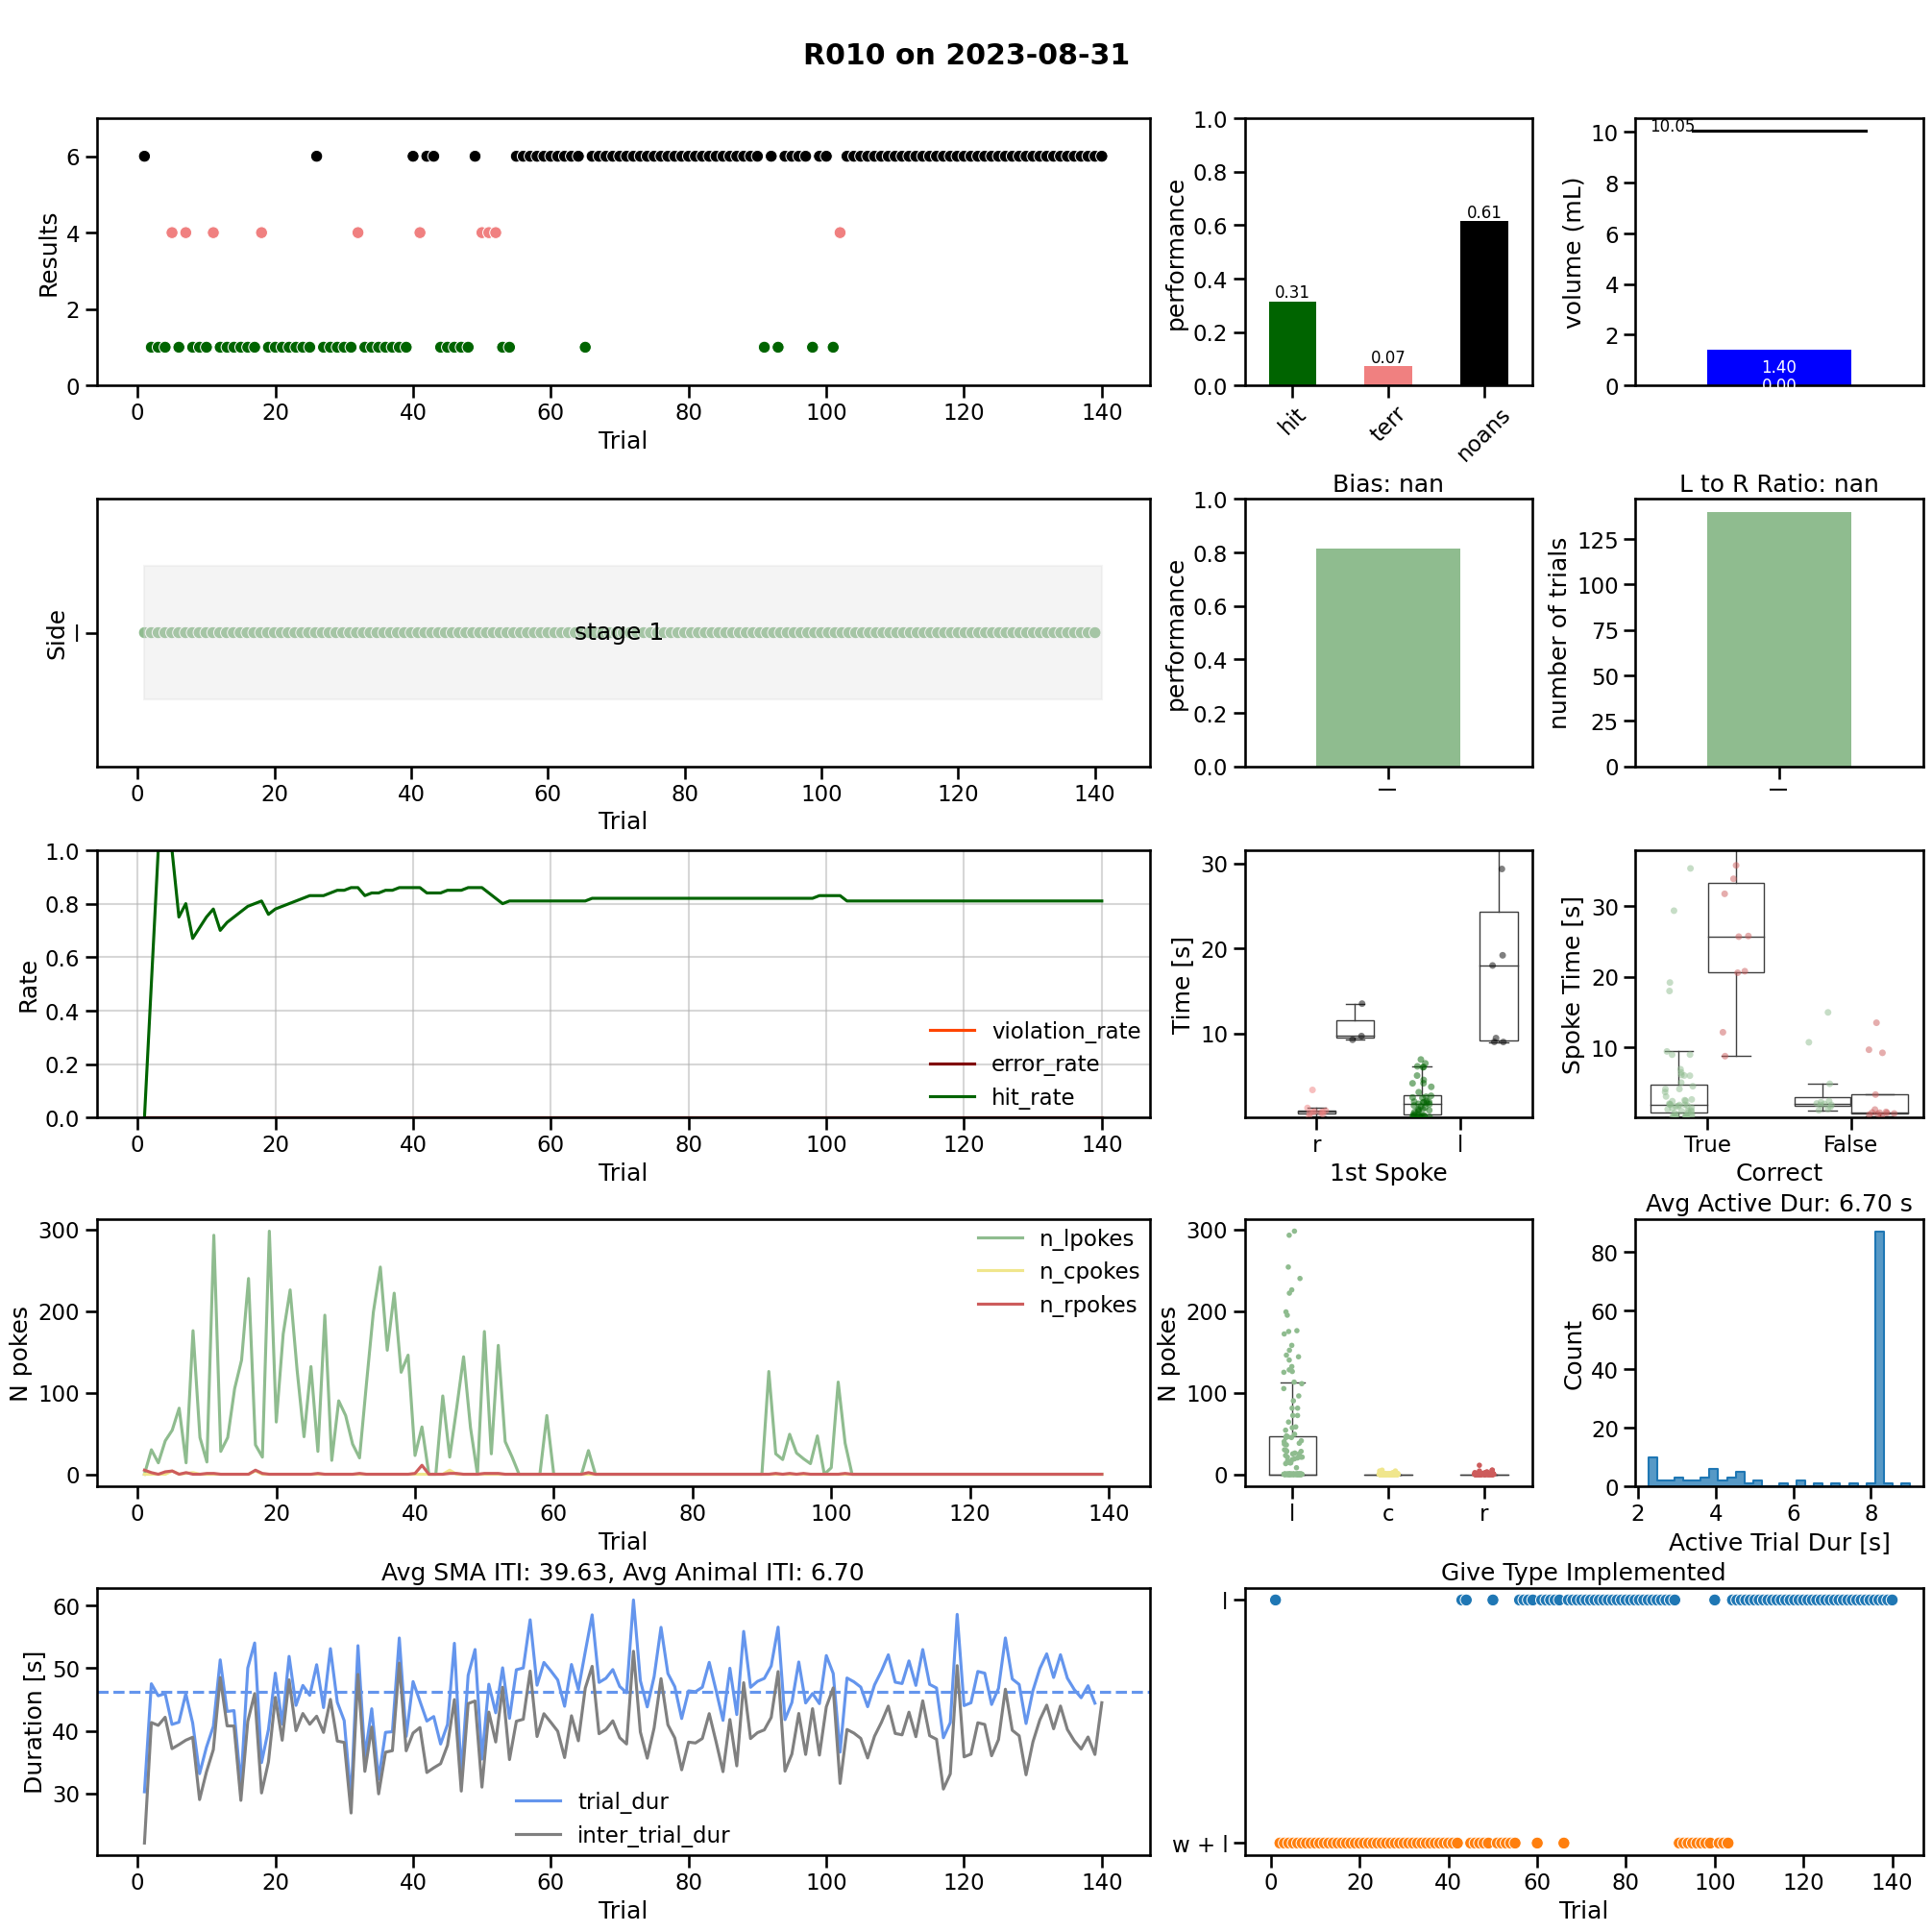 R010 on 2023-08-31
Results
6
4
2
0
0 20 40 60 80 100 120 140
Trial
performance
1.0
0.8
0.6
0.4
0.2
0.0
0.31
0.07
0.61
hit
terr
noans
volume (mL)
10
8
6
4
2
0
10.05
1.40
0.00
Side
l
stage 1
0 20 40 60 80 100 120 140
Trial
Bias: nan
performance
1.0
0.8
0.6
0.4
0.2
0.0
l
L to R Ratio: nan
number of trials
125
100
75
50
25
0
l
Rate
1.0
0.8
0.6
0.4
0.2
0.0
violation_rate
error_rate
hit_rate
0 20 40 60 80 100 120 140
Trial
Time [s]
30
20
10
r l
1st Spoke
Spoke Time [s]
30
20
10
True False
Correct
N pokes
300
200
100
0
n_lpokes
n_cpokes
n_rpokes
0 20 40 60 80 100 120 140
Trial
N pokes
300
200
100
0
l c r
Avg Active Dur: 6.70 s
Count
80
60
40
20
0
2 4 6 8
Active Trial Dur [s]
Avg SMA ITI: 39.63, Avg Animal ITI: 6.70
Duration [s]
60
50
40
30
trial_dur
inter_trial_dur
0 20 40 60 80 100 120 140
Trial
Give Type Implemented
l
w + l
0 20 40 60 80 100 120 140
Trial